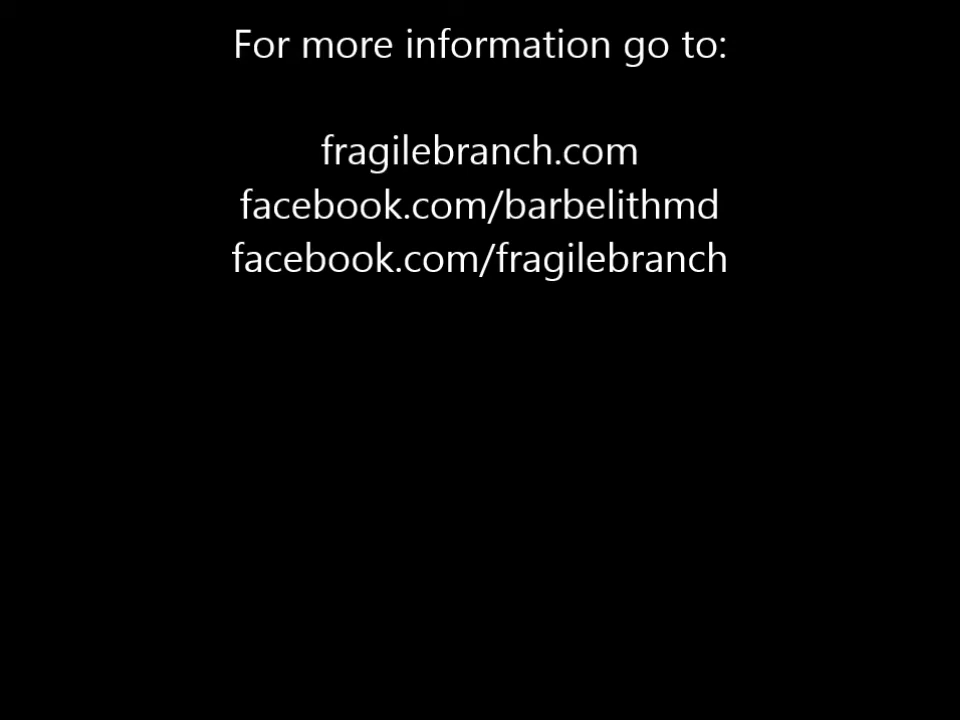 For more information go to:
fragilebranch.com
facebook.com/barbelithmd
facebook.com/fragilebranch